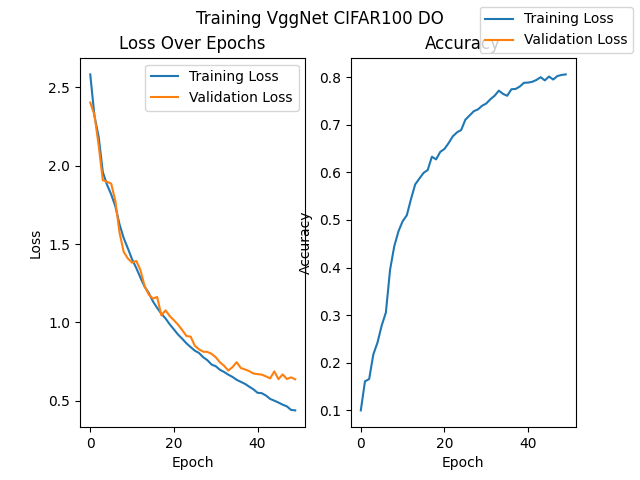 Training VggNet CIFAR100 DO
Training Loss
Validation Loss
Loss Over Epochs
Training Loss
Validation Loss
Loss
2.5
2.0
1.5
1.0
0.5
0
20
40
Epoch
Accuracy
Accuracy
0.8
0.7
0.6
0.5
0.4
0.3
0.2
0.1
0
20
40
Epoch